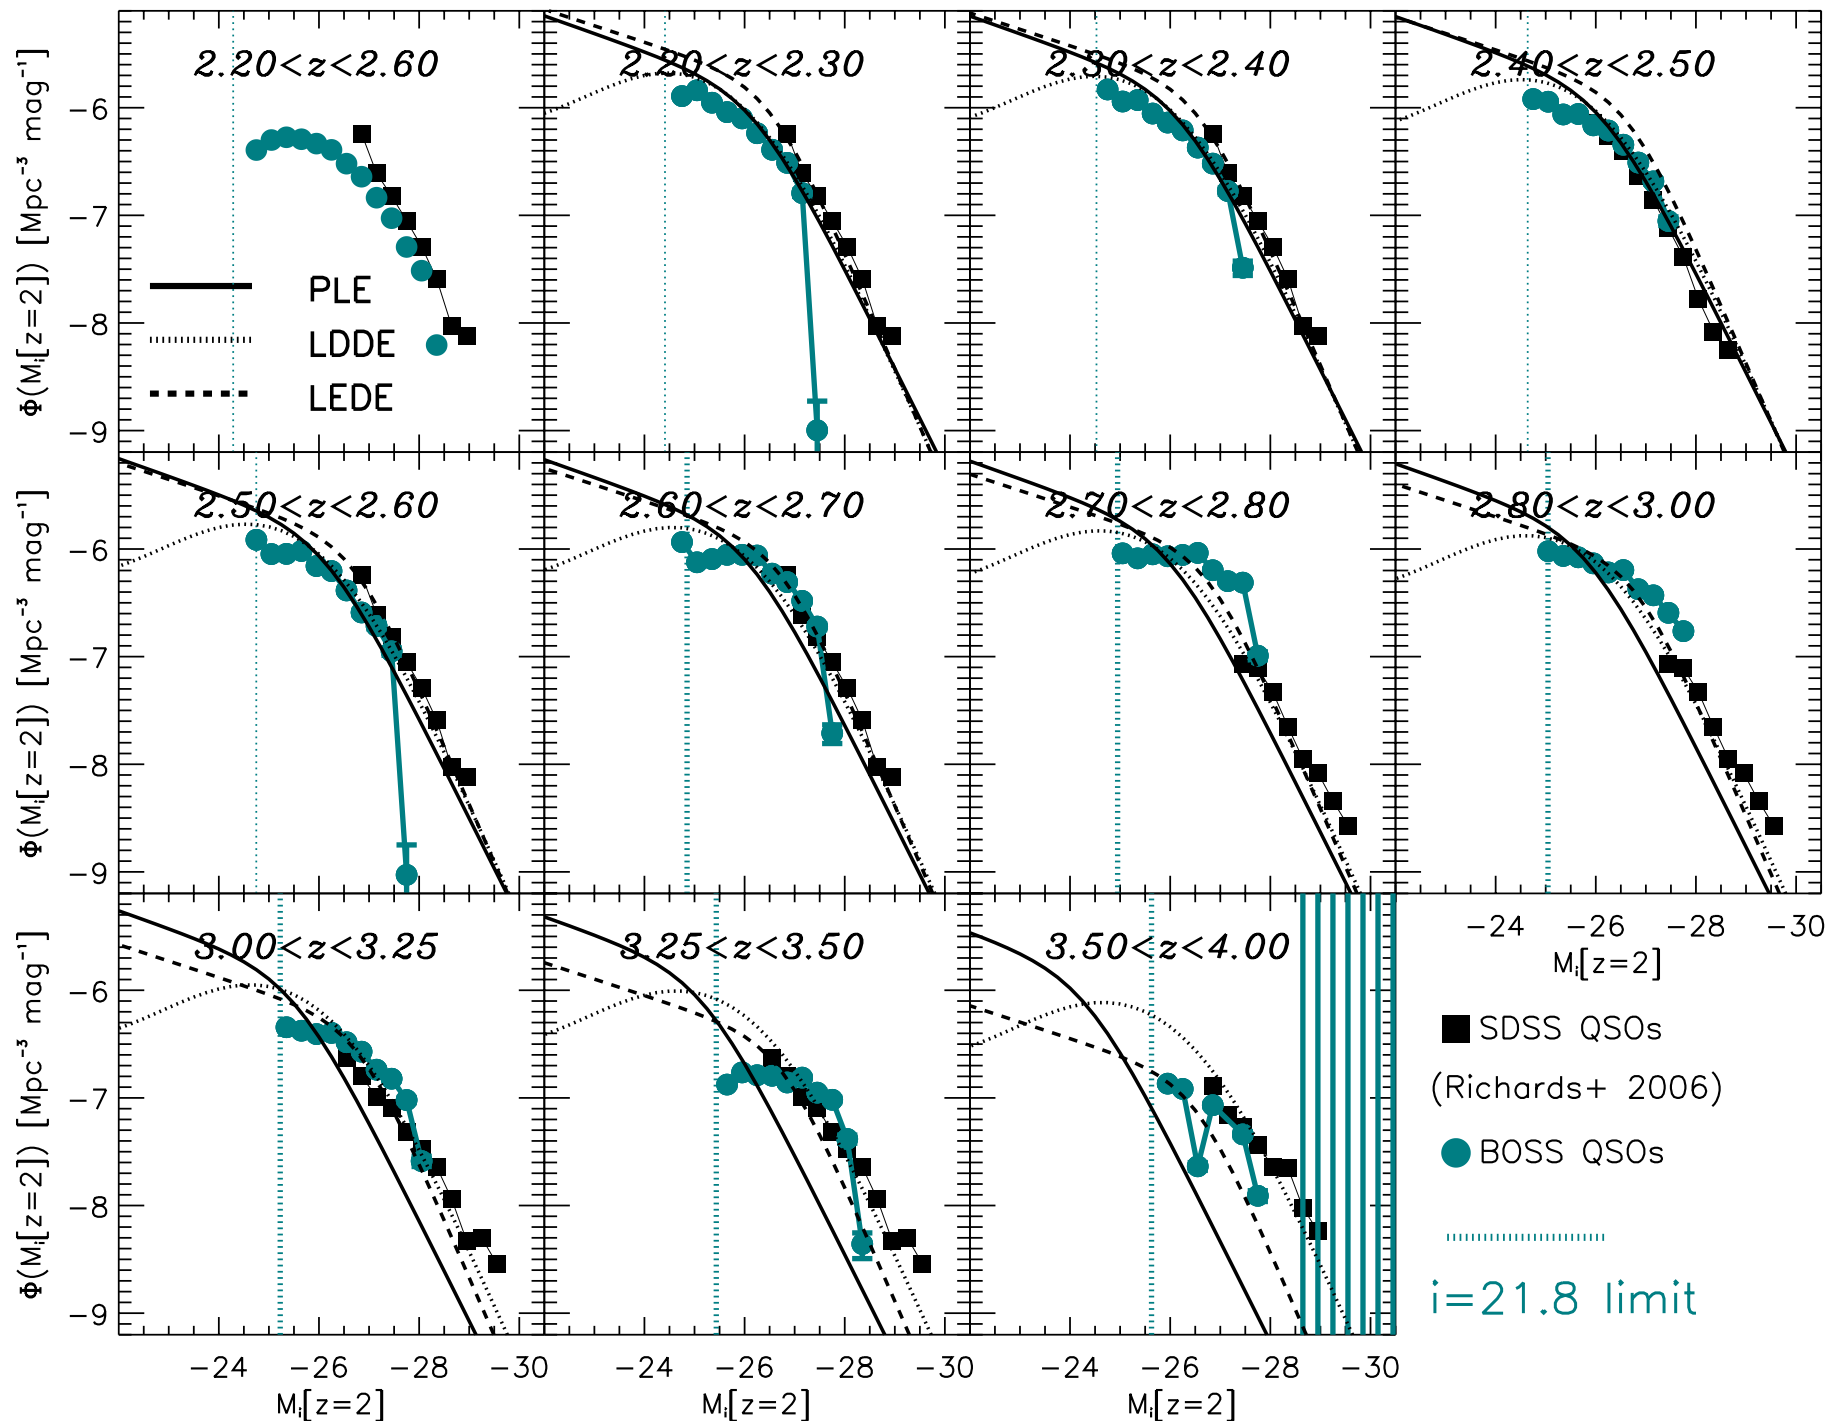 2.20<z<2.60
2.20<z<2.30
2.30<z<2.40
2.40<z<2.50
Φ(Mᵢ[z=2]) [Mpc⁻³ mag⁻¹]
−6
−7
−8
−9
PLE
LDDE
LEDE
2.50<z<2.60
2.60<z<2.70
2.70<z<2.80
2.80<z<3.00
Φ(Mᵢ[z=2]) [Mpc⁻³ mag⁻¹]
−6
−7
−8
−9
3.00<z<3.25
3.25<z<3.50
3.50<z<4.00
−24 −26 −28 −30
Mᵢ[z=2]
Φ(Mᵢ[z=2]) [Mpc⁻³ mag⁻¹]
−6
−7
−8
−9
SDSS QSOs
(Richards+ 2006)
BOSS QSOs
i=21.8 limit
−24 −26 −28 −30 −24 −26 −28 −30 −24 −26 −28 −30
Mᵢ[z=2] Mᵢ[z=2] Mᵢ[z=2]